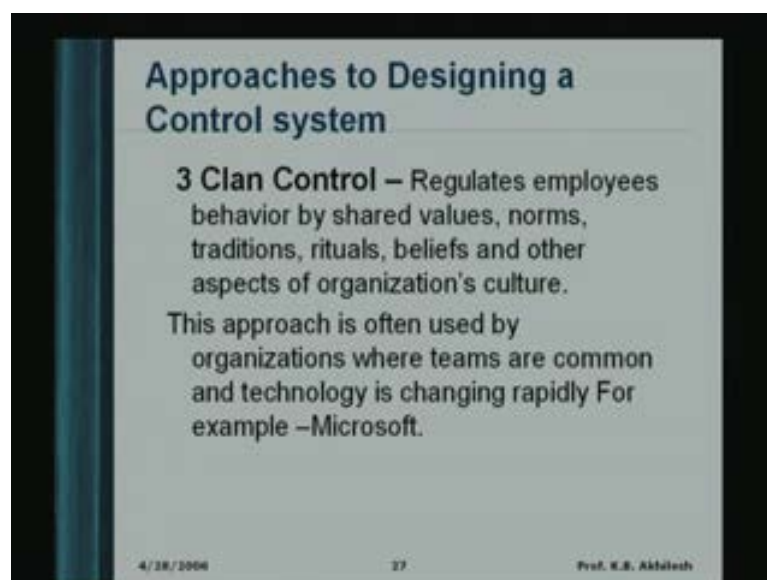 Approaches to Designing a
Control system
3 Clan Control – Regulates employees
behavior by shared values, norms,
traditions, rituals, beliefs and other
aspects of organization's culture.
This approach is often used by
organizations where teams are common
and technology is changing rapidly For
example –Microsoft.
4/28/2006 27 Prof. K.B. Akhilesh